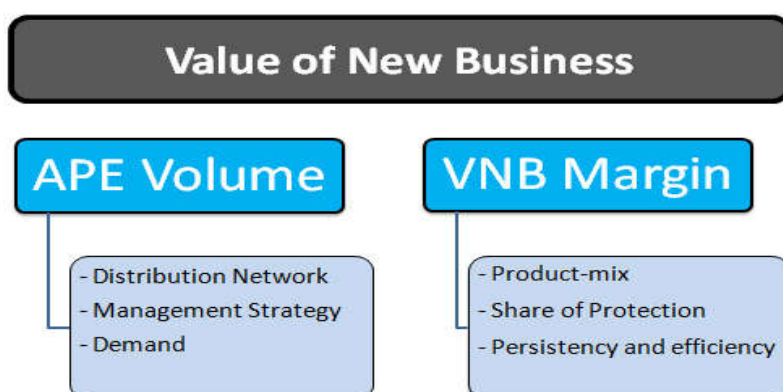 Value of New Business
APE Volume
- Distribution Network
- Management Strategy
- Demand
VNB Margin
- Product-mix
- Share of Protection
- Persistency and efficiency